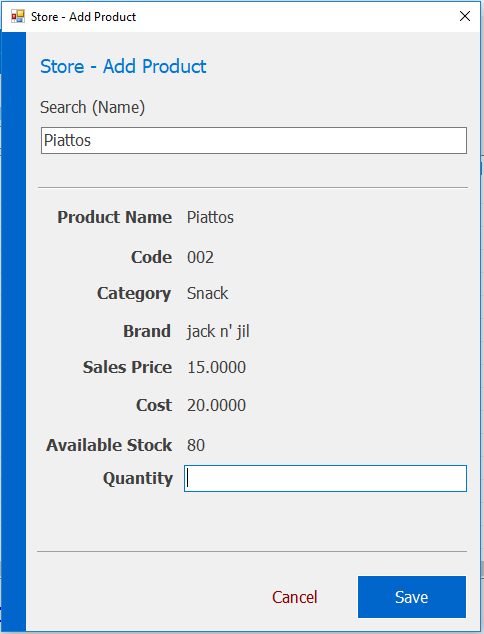 Store - Add Product
Store - Add Product
Search (Name)
Piattos
Product Name Piattos
Code 002
Category Snack
Brand jack n' jil
Sales Price 15.0000
Cost 20.0000
Available Stock 80
Quantity
Cancel Save